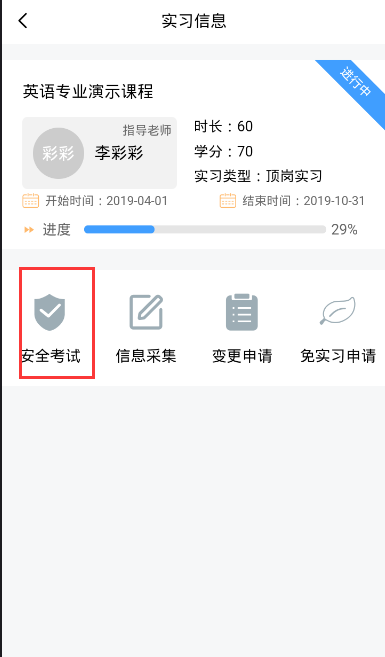 实习信息
进行中
英语专业演示课程
指导老师
彩彩 李彩彩
时长：60
学分：70
实习类型：顶岗实习
开始时间：2019-04-01 结束时间：2019-10-31
进度 29%
安全考试 信息采集 变更申请 免实习申请